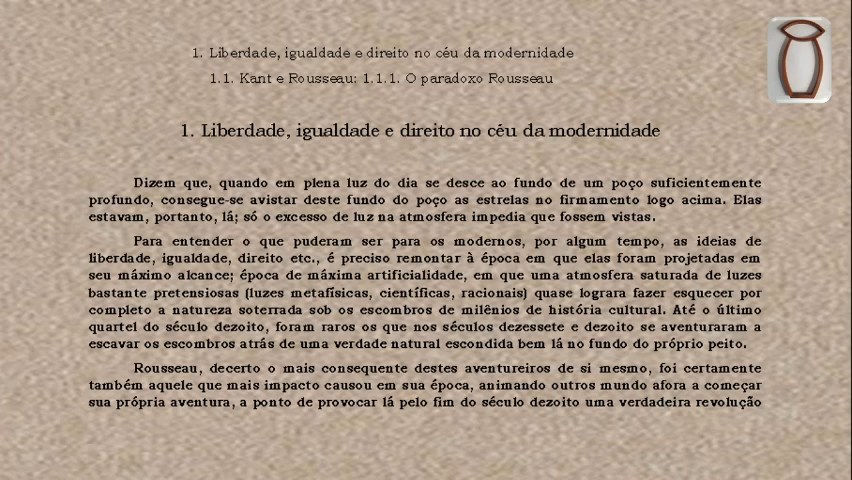 1. Liberdade, igualdade e direito no céu da modernidade
1.1. Kant e Rousseau: 1.1.1. O paradoxo Rousseau
1. Liberdade, igualdade e direito no céu da modernidade
Dizem que, quando em plena luz do dia se desce ao fundo de um poço suficientemente
profundo, consegue-se avistar deste fundo do poço as estrelas no firmamento logo acima. Elas
estavam, portanto, lá; só o excesso de luz na atmosfera impedia que fossem vistas.
Para entender o que puderam ser para os modernos, por algum tempo, as ideias de
liberdade, igualdade, direito etc., é preciso remontar à época em que elas foram projetadas em
seu máximo alcance; época de máxima artificialidade, em que uma atmosfera saturada de luzes
bastante pretensiosas (luzes metafísicas, científicas, racionais) quase lograra fazer esquecer por
completo a natureza soterrada sob os escombros de milênios de história cultural. Até o último
quartel do século dezoito, foram raros os que nos séculos dezessete e dezoito se aventuraram a
escavar os escombros atrás de uma verdade natural escondida bem lá no fundo do próprio peito.
Rousseau, decerto o mais consequente destes aventureiros de si mesmo, foi certamente
também aquele que mais impacto causou em sua época, animando outros mundo afora a começar
sua própria aventura, a ponto de provocar lá pelo fim do século dezoito uma verdadeira revolução